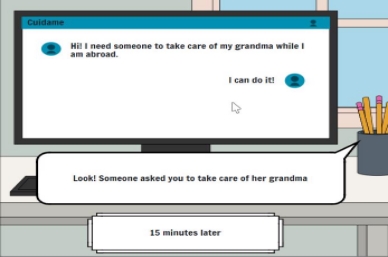 Cuidame
Hi! I need someone to take care of my grandma while I
am abroad.
I can do it!
Look! Someone asked you to take care of her grandma
15 minutes later